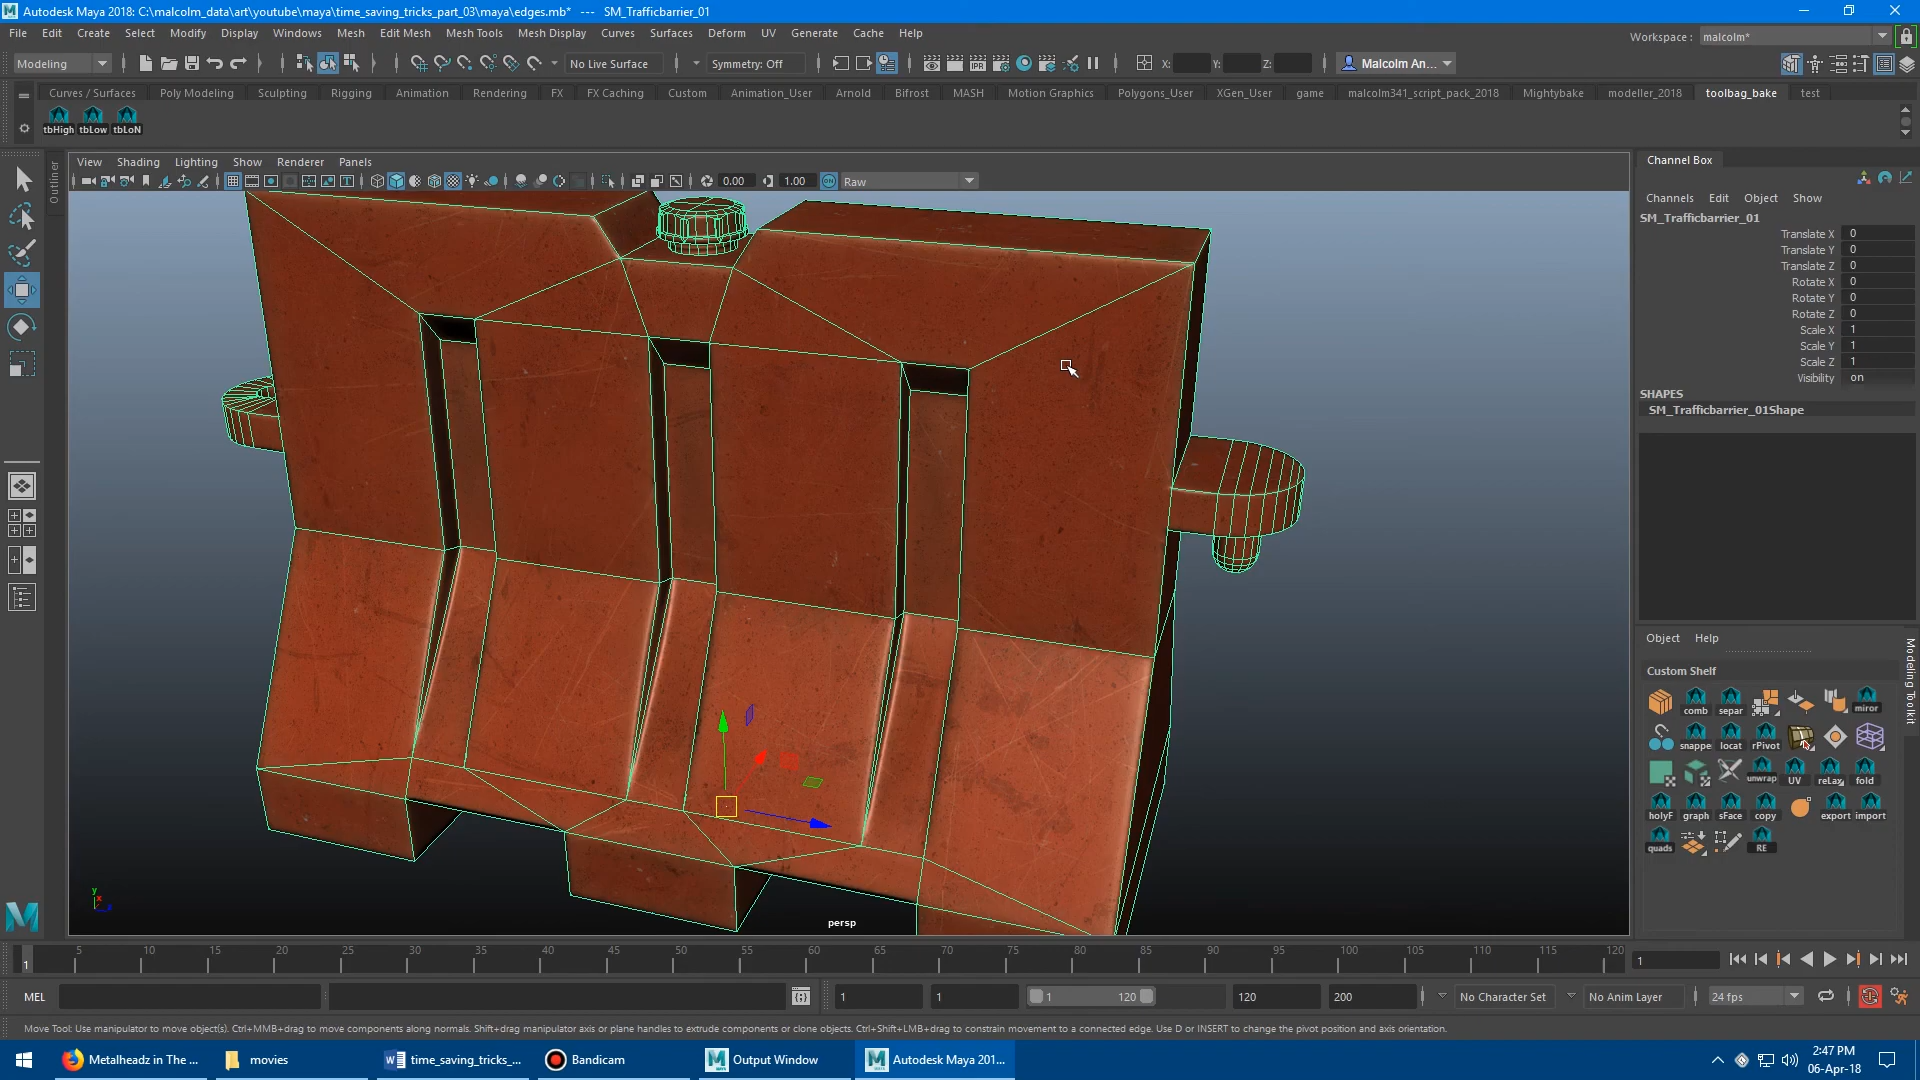 Autodesk Maya 2018: C:\malcolm_data\art\youtube\maya\time_saving_tricks_part_03\maya\edges.mb*   ---   SM_Trafficbarrier_01
File Edit Create Select Modify Display Windows Mesh Edit Mesh Mesh Tools Mesh Display Curves Surfaces Deform UV Generate Cache Help
Workspace : malcolm*
Modeling No Live Surface Symmetry: Off X: Y: Z: Malcolm An...
Curves / Surfaces Poly Modeling Sculpting Rigging Animation Rendering FX FX Caching Custom Animation_User Arnold Bifrost MASH Motion Graphics Polygons_User XGen_User game malcolm341_script_pack_2018 Mightybake modeller_2018 toolbag_bake test
tbHigh tbLow tbLoN
Outliner
View Shading Lighting Show Renderer Panels
0.00 1.00 Raw
persp
Channel Box
Channels Edit Object Show
SM_Trafficbarrier_01
Translate X 0
Translate Y 0
Translate Z 0
Rotate X 0
Rotate Y 0
Rotate Z 0
Scale X 1
Scale Y 1
Scale Z 1
Visibility on
SHAPES
SM_Trafficbarrier_01Shape
Object Help
Modeling Toolkit
Custom Shelf
comb separ miror
snappe locat rPivot
unwrap UV reLax fold
holyF graph sFace copy export import
quads RE
5 10 15 20 25 30 35 40 45 50 55 60 65 70 75 80 85 90 95 100 105 110 115 120
1 1
MEL 1 1 1 120 120 200 No Character Set No Anim Layer 24 fps
Move Tool: Use manipulator to move object(s). Ctrl+MMB+drag to move components along normals. Shift+drag manipulator axis or plane handles to extrude components or clone objects. Ctrl+Shift+LMB+drag to constrain movement to a connected edge. Use D or INSERT to change the pivot position and axis orientation.
Metalheadz in The ... movies time_saving_tricks_... Bandicam Output Window Autodesk Maya 201...
2:47 PM
06-Apr-18